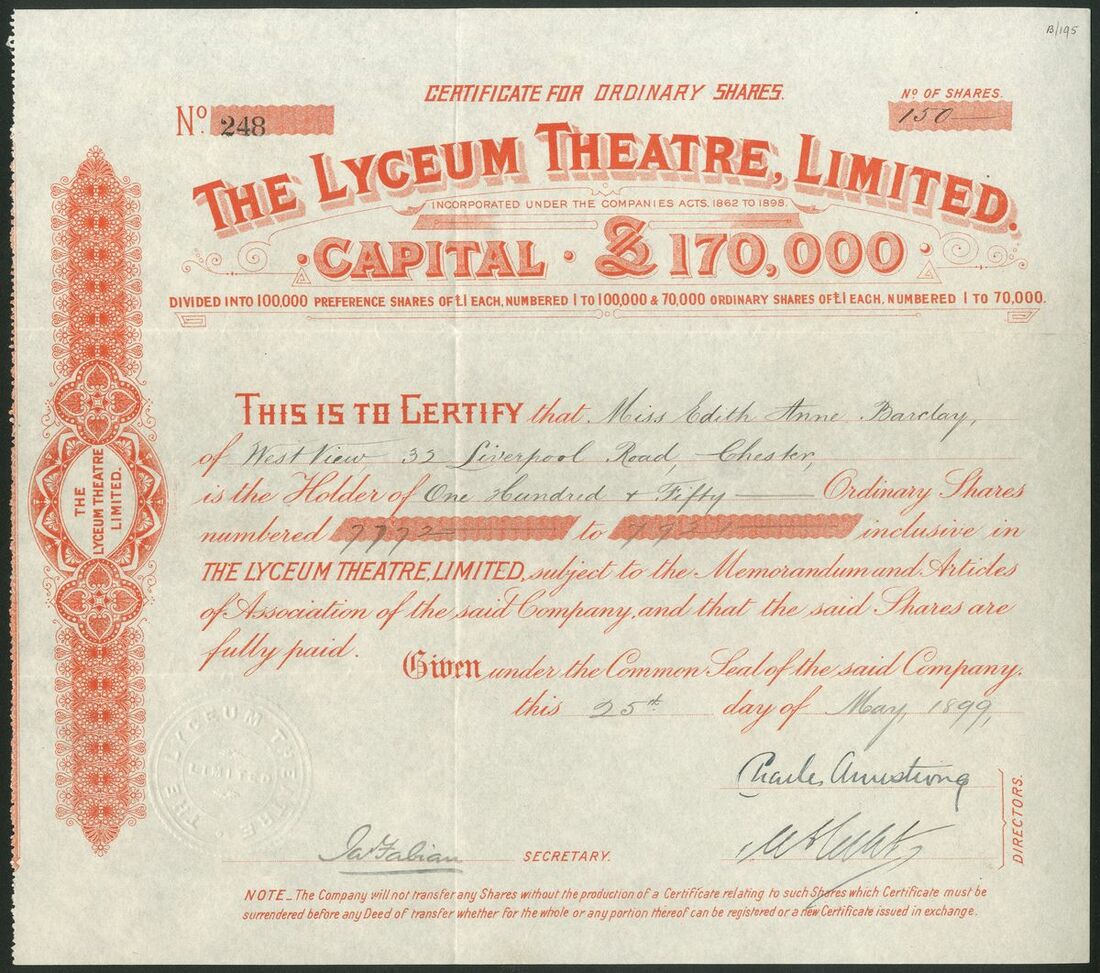 B/195
CERTIFICATE FOR ORDINARY SHARES.
No. 248
No OF SHARES.
150
THE LYCEUM THEATRE, LIMITED.
INCORPORATED UNDER THE COMPANIES ACTS. 1862 TO 1898.
CAPITAL · £170,000
DIVIDED INTO 100,000 PREFERENCE SHARES OF £1 EACH, NUMBERED 1 TO 100,000 & 70,000 ORDINARY SHARES OF £1 EACH, NUMBERED 1 TO 70,000.
THE
LYCEUM THEATRE
LIMITED.
THIS IS TO CERTIFY that Miss Edith Anne Barclay,
of West View 32 Liverpool Road, Chester,
is the Holder of One Hundred & Fifty Ordinary Shares
numbered to inclusive in
THE LYCEUM THEATRE, LIMITED, subject to the Memorandum and Articles
of Association of the said Company, and that the said Shares are
fully paid.
Given under the Common Seal of the said Company.
this 25th day of May 1899,
THE LYCEUM THEATRE
LIMITED
Charles Armstrong
DIRECTORS.
Fabian SECRETARY.
NOTE_The Company will not transfer any Shares without the production of a Certificate relating to such Shares which Certificate must be
surrendered before any Deed of transfer whether for the whole or any portion thereof can be registered or a new Certificate issued in exchange.